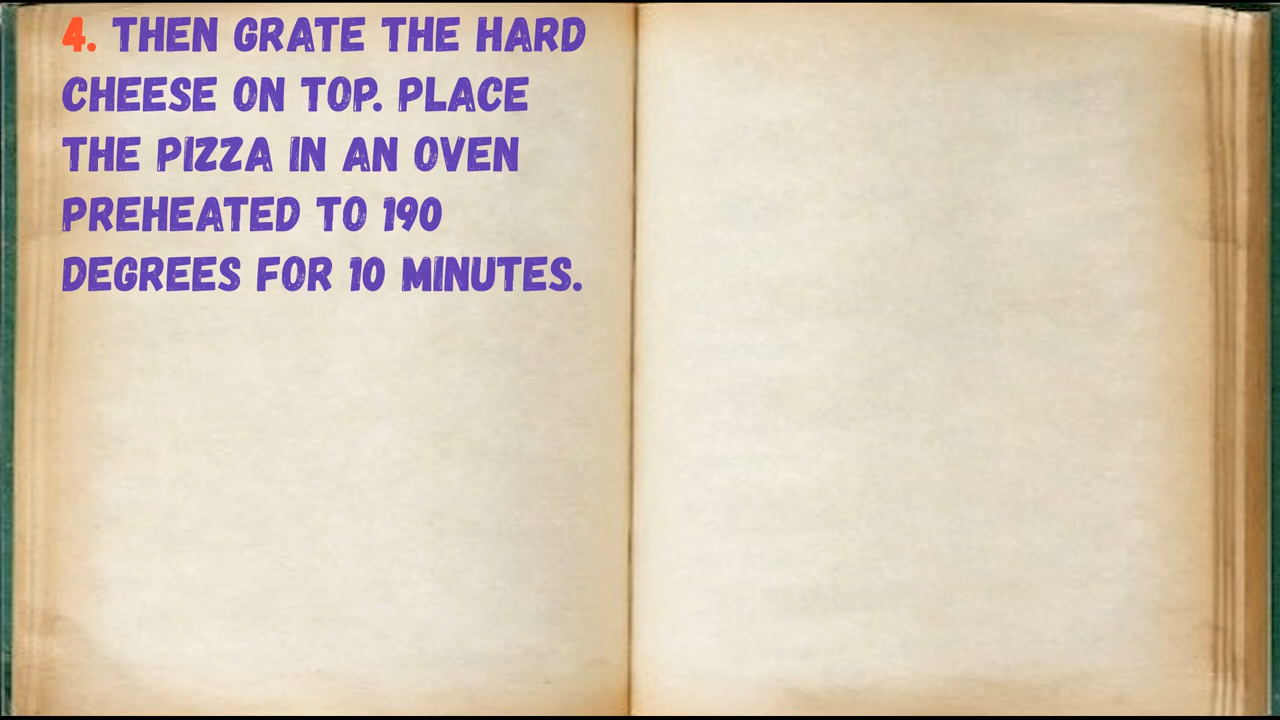 4. THEN GRATE THE HARD
CHEESE ON TOP. PLACE
THE PIZZA IN AN OVEN
PREHEATED TO 190
DEGREES FOR 10 MINUTES.